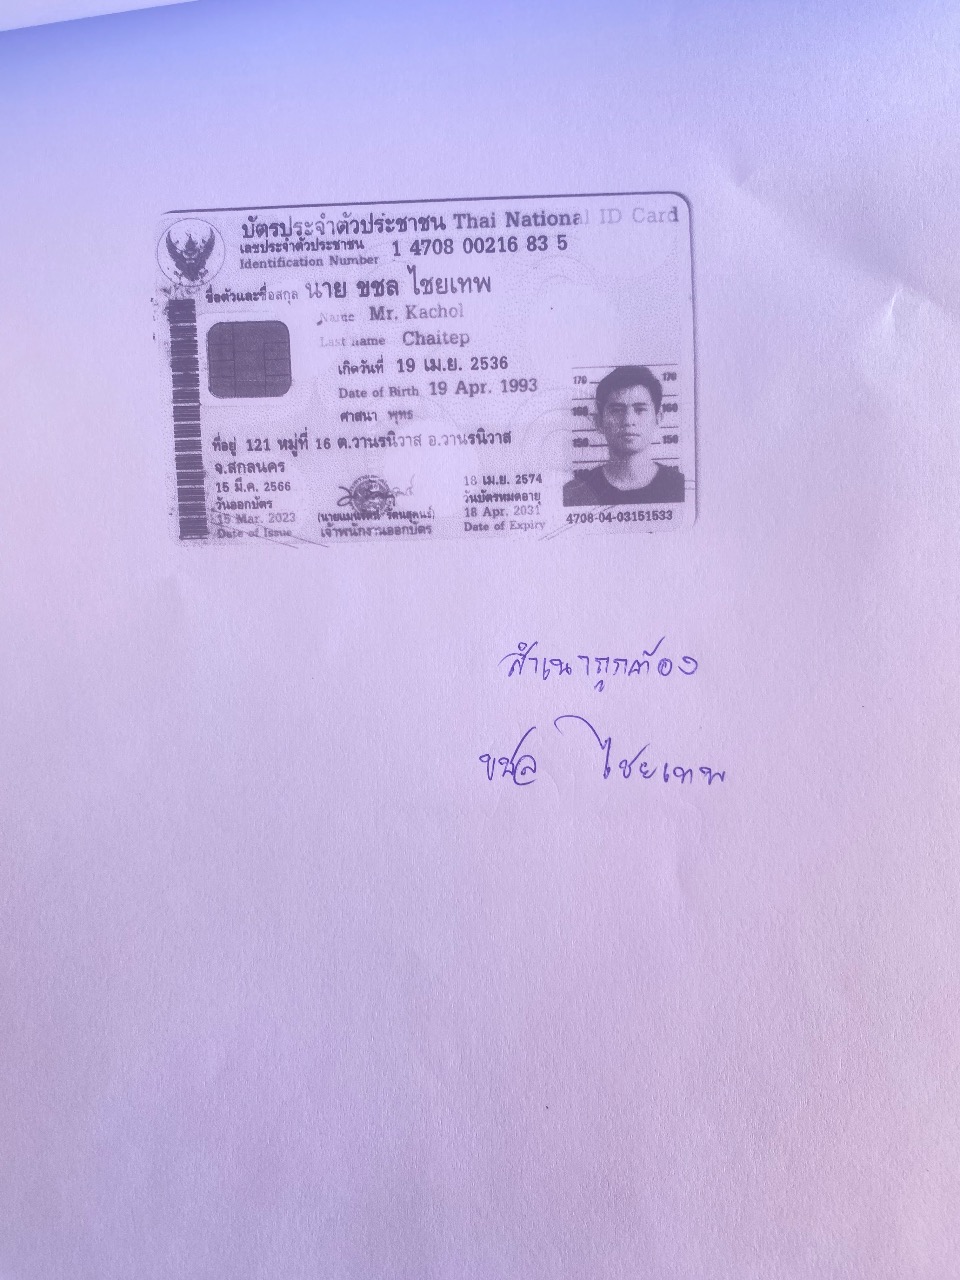 บัตรประจำตัวประชาชน Thai National ID Card
เลขประจำตัวประชาชน
Identification Number
1 4708 00216 83 5
ชื่อตัวและชื่อสกุล นาย ขชล ไชยเทพ
Name Mr. Kachol
Last name Chaitep
เกิดวันที่ 19 เม.ย. 2536
Date of Birth 19 Apr. 1993
ศาสนา พุทธ
ที่อยู่ 121 หมู่ที่ 16 ต.วานรนิวาส อ.วานรนิวาส
จ.สกลนคร
15 มี.ค. 2566
วันออกบัตร
15 Mar. 2023
Date of Issue
เจ้าพนักงานออกบัตร
18 เม.ย. 2574
วันบัตรหมดอายุ
18 Apr. 2031
Date of Expiry
170 170
160 160
150 150
4708-04-03151533
สำเนาถูกต้อง
ขชล ไชยเทพ